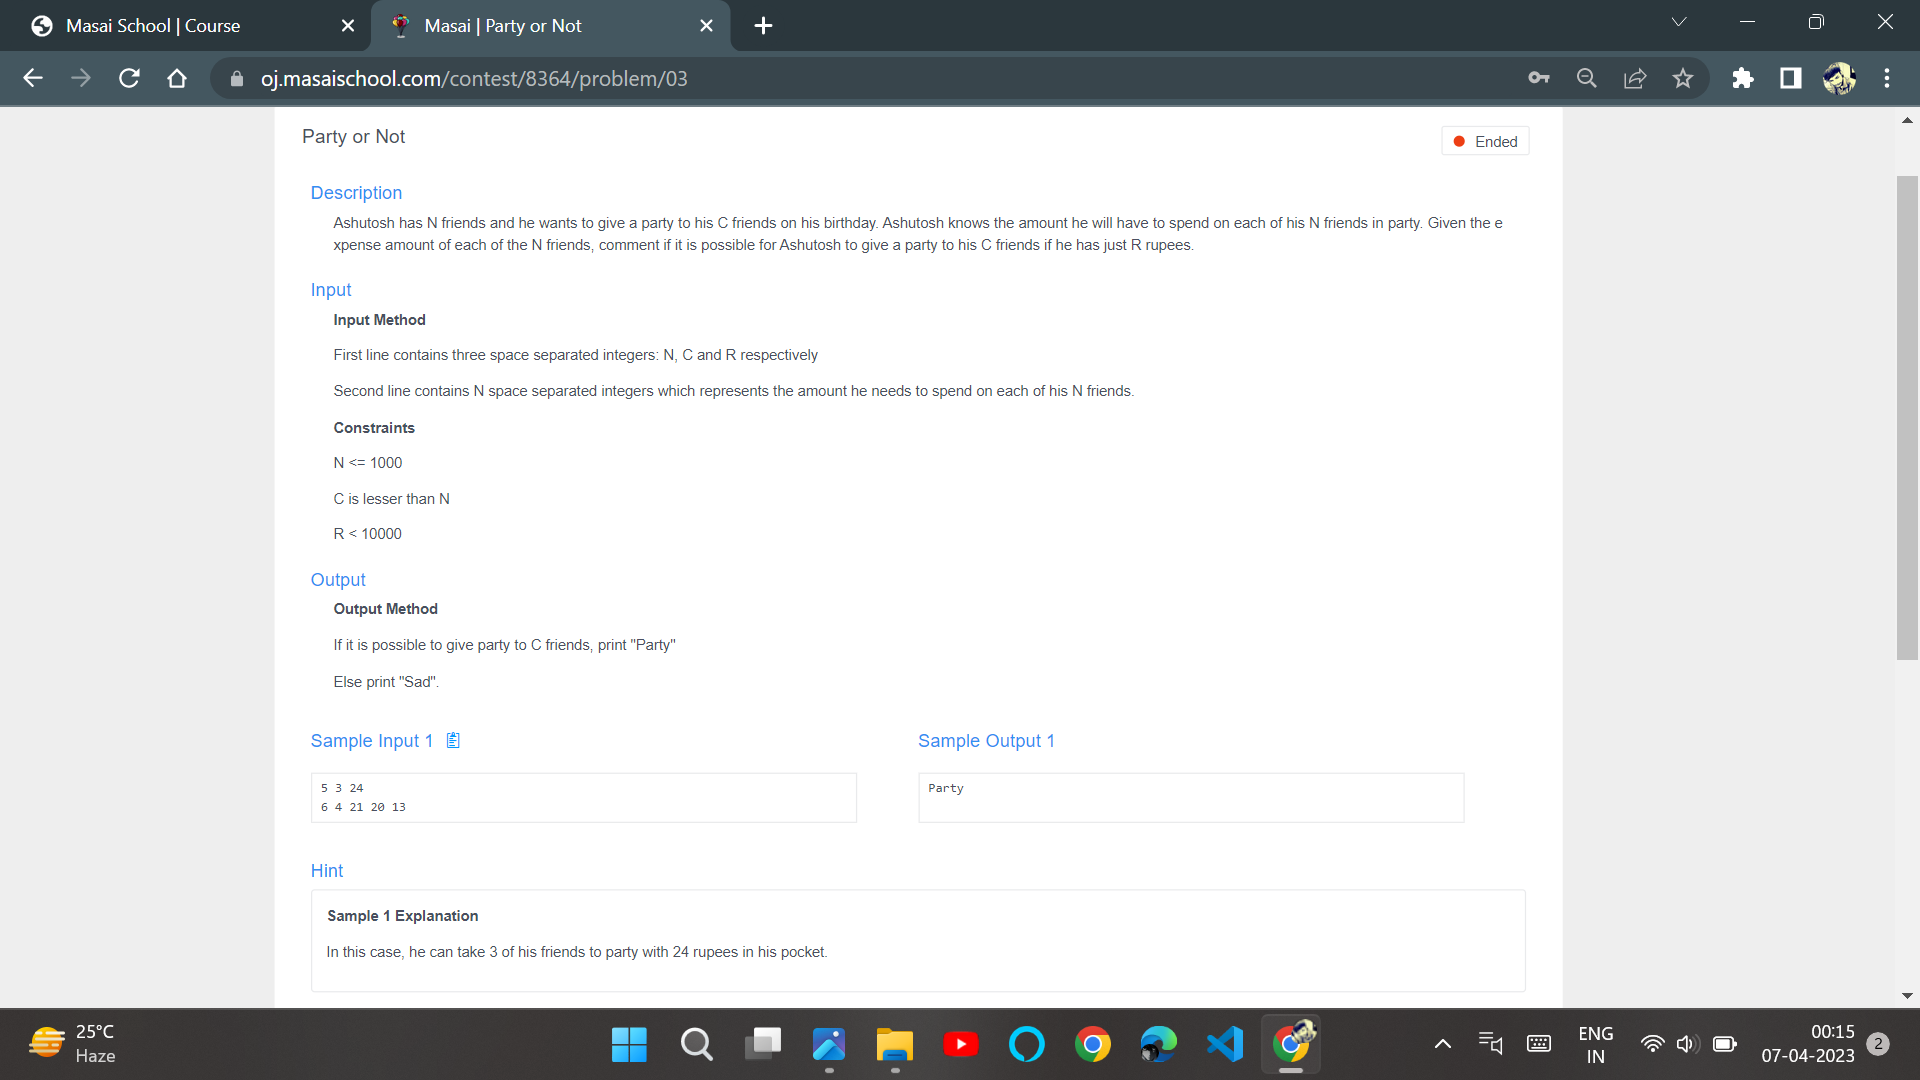 Masai School | Course
Masai | Party or Not
oj.masaischool.com/contest/8364/problem/03
Party or Not
Ended
Description
Ashutosh has N friends and he wants to give a party to his C friends on his birthday. Ashutosh knows the amount he will have to spend on each of his N friends in party. Given the e
xpense amount of each of the N friends, comment if it is possible for Ashutosh to give a party to his C friends if he has just R rupees.
Input
Input Method
First line contains three space separated integers: N, C and R respectively
Second line contains N space separated integers which represents the amount he needs to spend on each of his N friends.
Constraints
N <= 1000
C is lesser than N
R < 10000
Output
Output Method
If it is possible to give party to C friends, print "Party"
Else print "Sad".
Sample Input 1
5 3 24
6 4 21 20 13
Sample Output 1
Party
Hint
Sample 1 Explanation
In this case, he can take 3 of his friends to party with 24 rupees in his pocket.
25°C
Haze
ENG
IN
00:15
07-04-2023
2